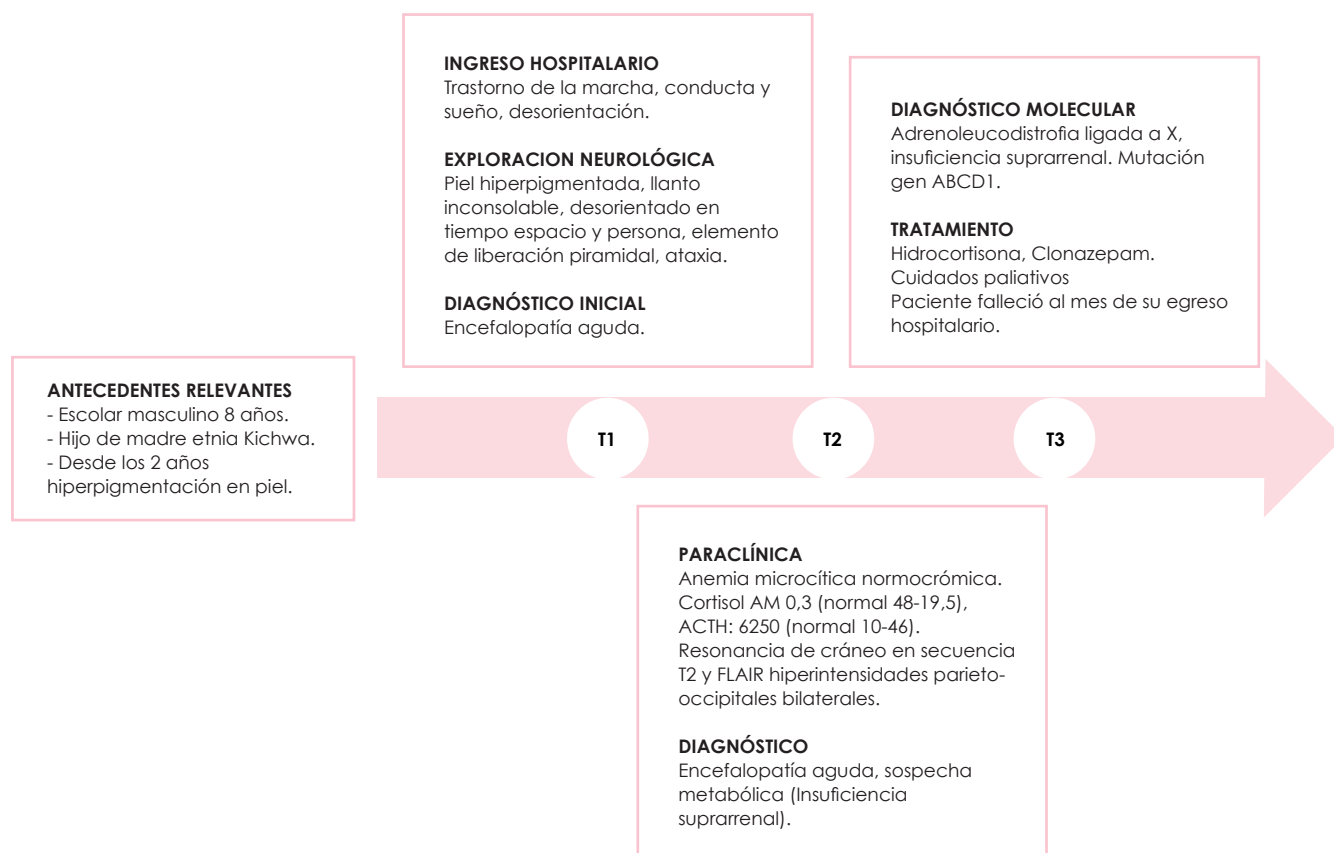 ANTECEDENTES RELEVANTES
- Escolar masculino 8 años.
- Hijo de madre etnia Kichwa.
- Desde los 2 años
hiperpigmentación en piel.
INGRESO HOSPITALARIO
Trastorno de la marcha, conducta y
sueño, desorientación.
EXPLORACION NEUROLÓGICA
Piel hiperpigmentada, llanto
inconsolable, desorientado en
tiempo espacio y persona, elemento
de liberación piramidal, ataxia.
DIAGNÓSTICO INICIAL
Encefalopatía aguda.
T1
T2
T3
PARACLÍNICA
Anemia microcítica normocrómica.
Cortisol AM 0,3 (normal 48-19,5),
ACTH: 6250 (normal 10-46).
Resonancia de cráneo en secuencia
T2 y FLAIR hiperintensidades parieto-
occipitales bilaterales.
DIAGNÓSTICO
Encefalopatía aguda, sospecha
metabólica (Insuficiencia
suprarrenal).
DIAGNÓSTICO MOLECULAR
Adrenoleucodistrofia ligada a X,
insuficiencia suprarrenal. Mutación
gen ABCD1.
TRATAMIENTO
Hidrocortisona, Clonazepam.
Cuidados paliativos
Paciente falleció al mes de su egreso
hospitalario.